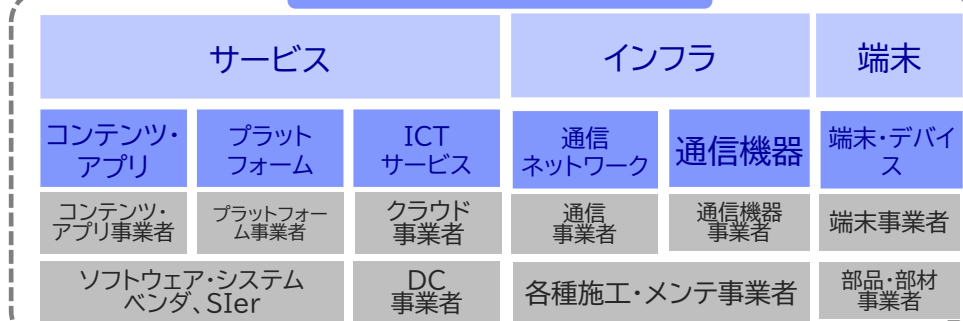 サービス
インフラ
端末
コンテンツ・
アプリ
プラット
フォーム
ICT
サービス
通信
ネットワーク
通信機器
端末・デバイ
ス
コンテンツ・
アプリ事業者
プラットフォー
ム事業者
クラウド
事業者
通信
事業者
通信機器
事業者
端末事業者
ソフトウェア・システム
ベンダ、SIer
DC
事業者
各種施工・メンテ事業者
部品・部材
事業者